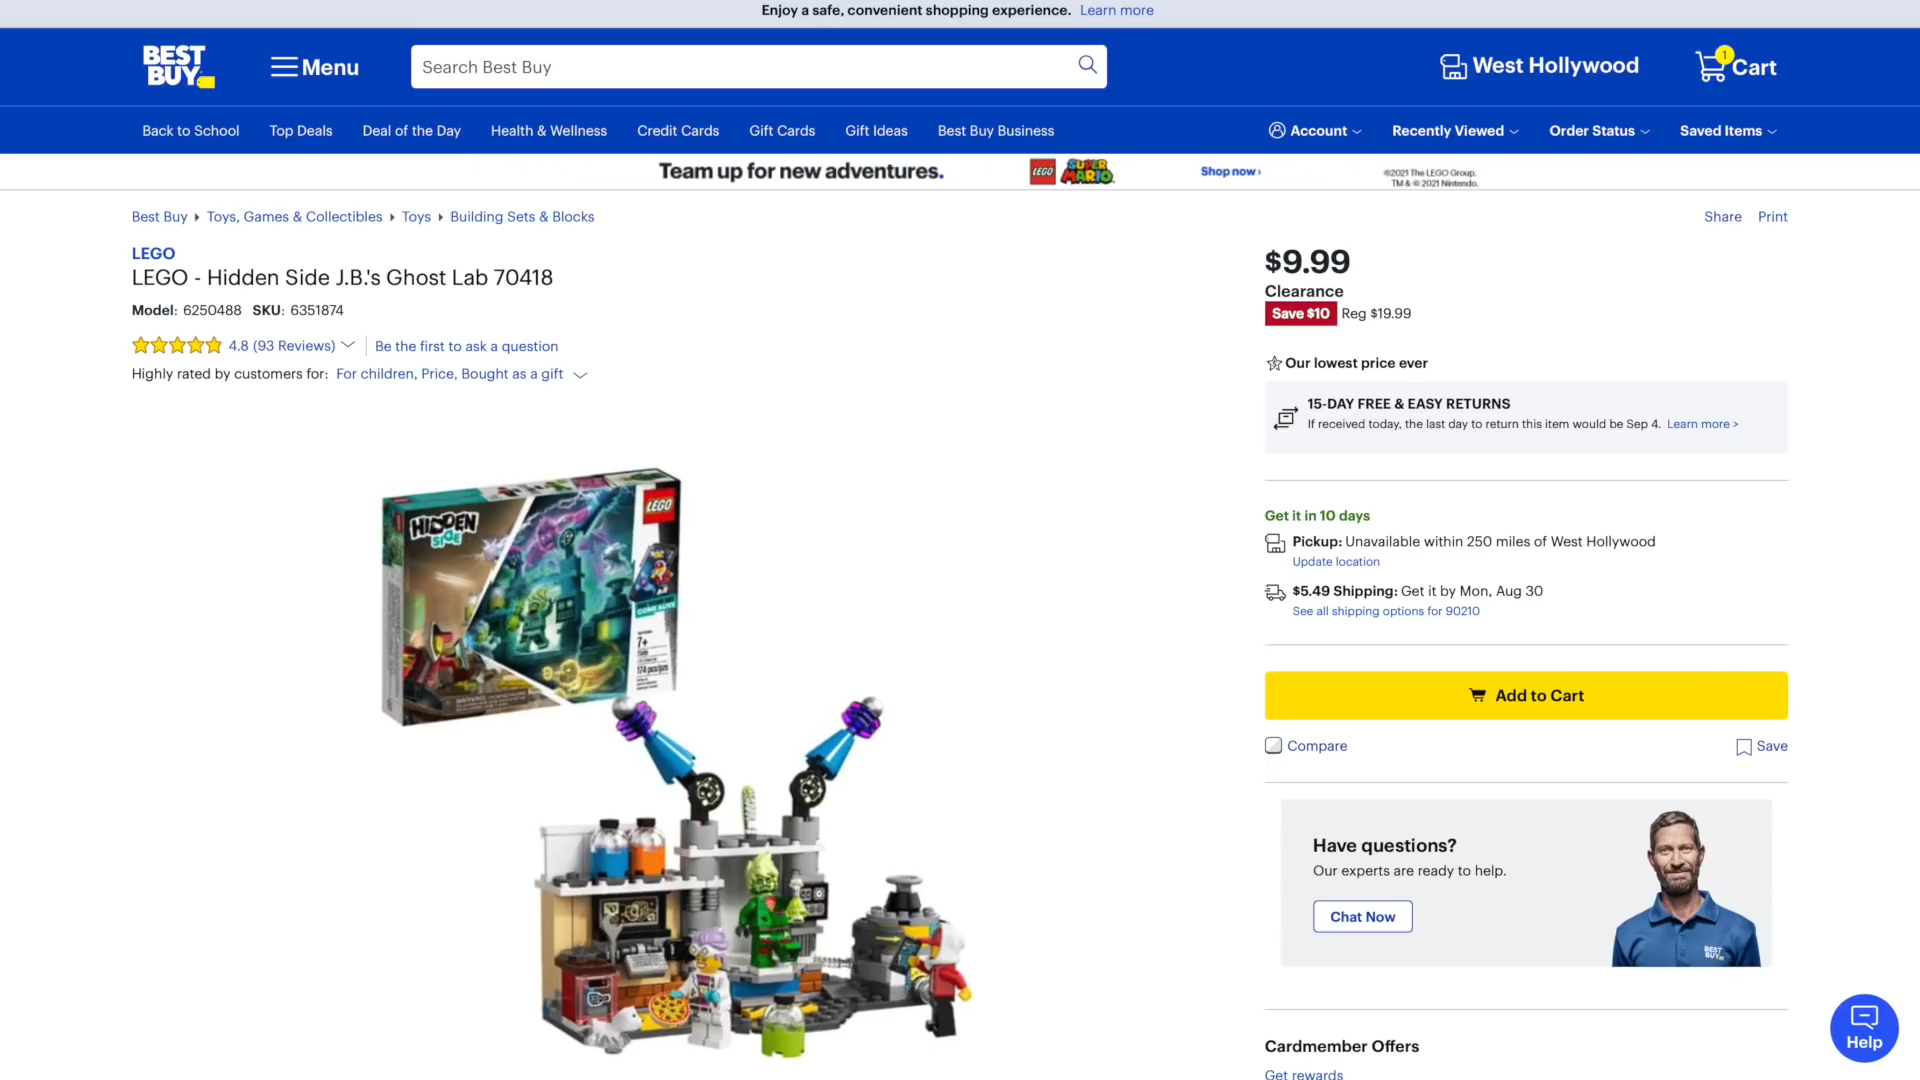 Enjoy a safe, convenient shopping experience. Learn more
BEST BUY
Menu
Search Best Buy
West Hollywood
1
Cart
Back to School
Top Deals
Deal of the Day
Health & Wellness
Credit Cards
Gift Cards
Gift Ideas
Best Buy Business
Account
Recently Viewed
Order Status
Saved Items
Team up for new adventures.
LEGO SUPER MARIO
Shop now ›
©2021 The LEGO Group.
TM & © 2021 Nintendo.
Best Buy
Toys, Games & Collectibles
Toys
Building Sets & Blocks
Share
Print
LEGO
LEGO - Hidden Side J.B.'s Ghost Lab 70418
Model: 6250488 SKU: 6351874
4.8 (93 Reviews)
Be the first to ask a question
Highly rated by customers for: For children, Price, Bought as a gift
HIDDEN
SIDE
LEGO
COME ALIVE
7+
$9.99
Clearance
Save $10 Reg $19.99
Our lowest price ever
15-DAY FREE & EASY RETURNS
If received today, the last day to return this item would be Sep 4. Learn more >
Get it in 10 days
Pickup: Unavailable within 250 miles of West Hollywood
Update location
$5.49 Shipping: Get it by Mon, Aug 30
See all shipping options for 90210
Add to Cart
Compare
Save
Have questions?
Our experts are ready to help.
Chat Now
BEST
BUY
Help
Cardmember Offers
Get rewards